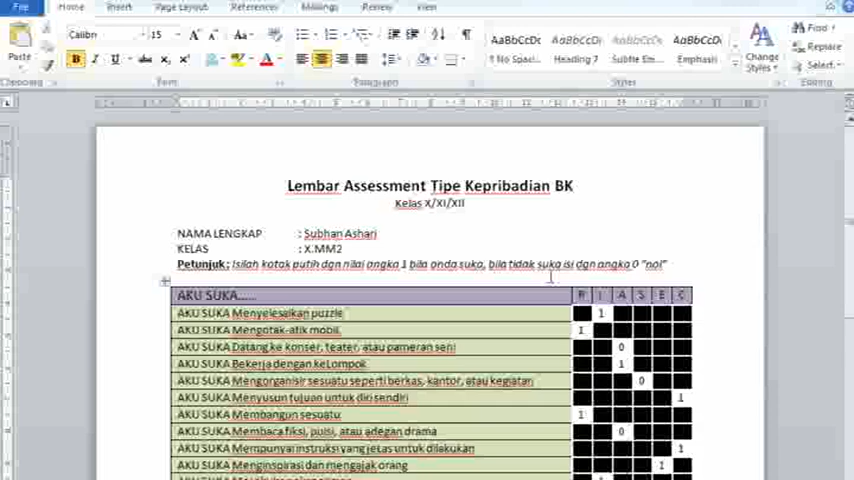 File Home Insert Page Layout References Mailings Review View
Calibri 15 Aa Find
AaBbCcDc AaBbCcDc AaBbCcDc AaBbCcDc Replace
Paste B I U abc ¶ No Spaci... Heading 7 Subtle Em... Emphasis Change Styles Select
Clipboard Font Paragraph Styles Editing
Lembar Assessment Tipe Kepribadian BK
Kelas X/XI/XII
NAMA LENGKAP : Subhan Ashari
KELAS : X.MM2
Petunjuk : Isilah kotak putih dgn nilai angka 1 bila anda suka, bila tidak suka isi dgn angka 0 "nol"
AKU SUKA...... R I A S E C
AKU SUKA Menyelesaikan puzzle 1
AKU SUKA Mengotak-atik mobil 1
AKU SUKA Datang ke konser, teater, atau pameran seni 0
AKU SUKA Bekerja dengan keLompok 1
AKU SUKA Mengorganisir sesuatu seperti berkas, kantor, atau kegiatan 0
AKU SUKA Menyusun tujuan untuk diri sendiri 1
AKU SUKA Membangun sesuatu 1
AKU SUKA Membaca fiksi, puisi, atau adegan drama 0
AKU SUKA Mempunyai instruksi yang jelas untuk dilakukan 1
AKU SUKA Menginspirasi dan mengajak orang 1